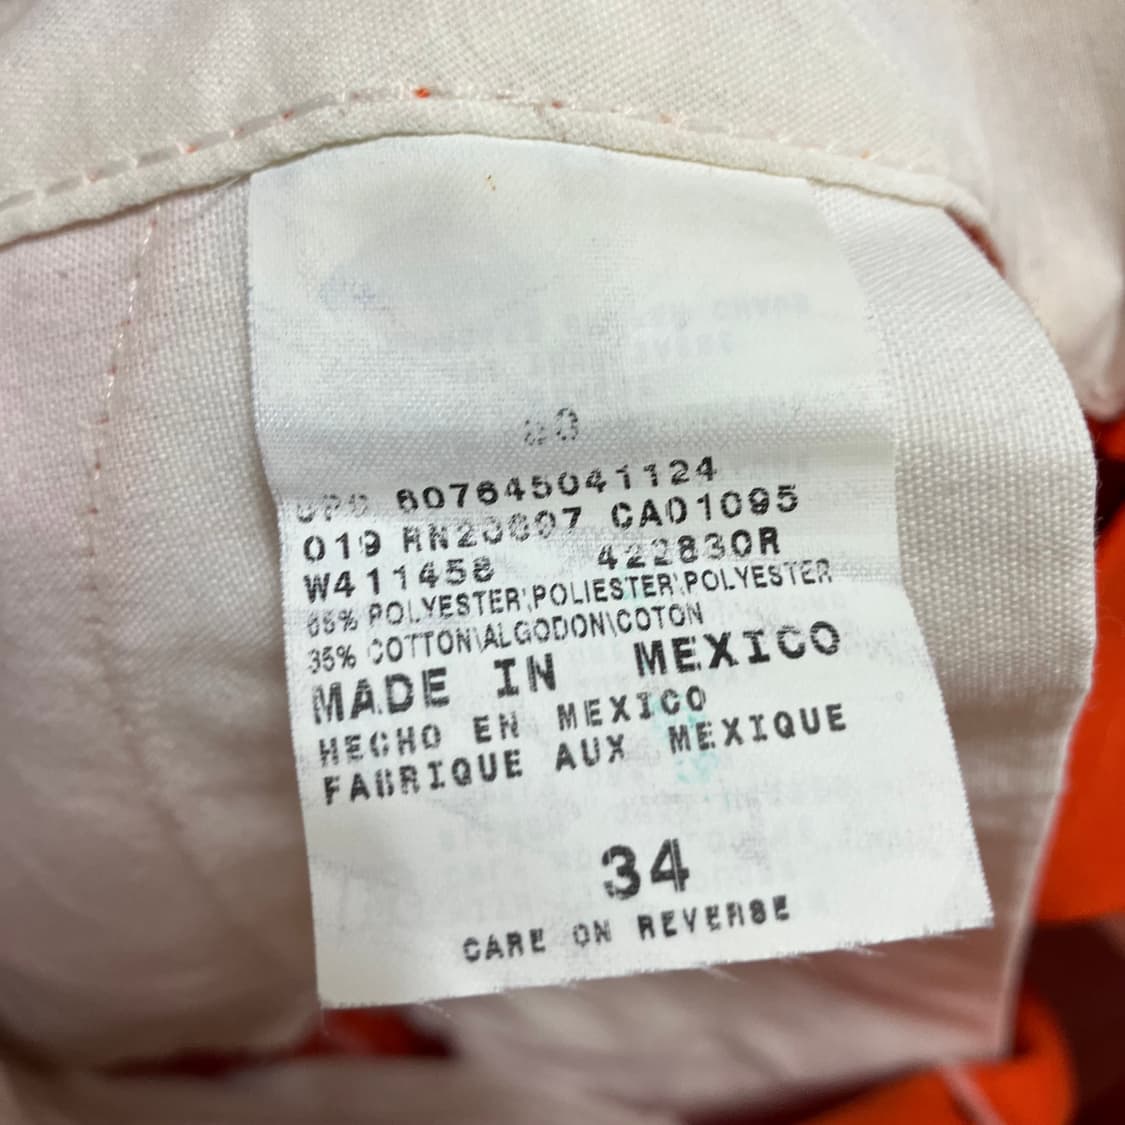 UPC 607645041124
019 RN20697 CA01095
W411458 422830R
65% POLYESTER\POLIESTER\POLYESTER
35% COTTON\ALGODON\COTON
MADE IN MEXICO
HECHO EN MEXICO
FABRIQUE AUX MEXIQUE
34
CARE ON REVERSE